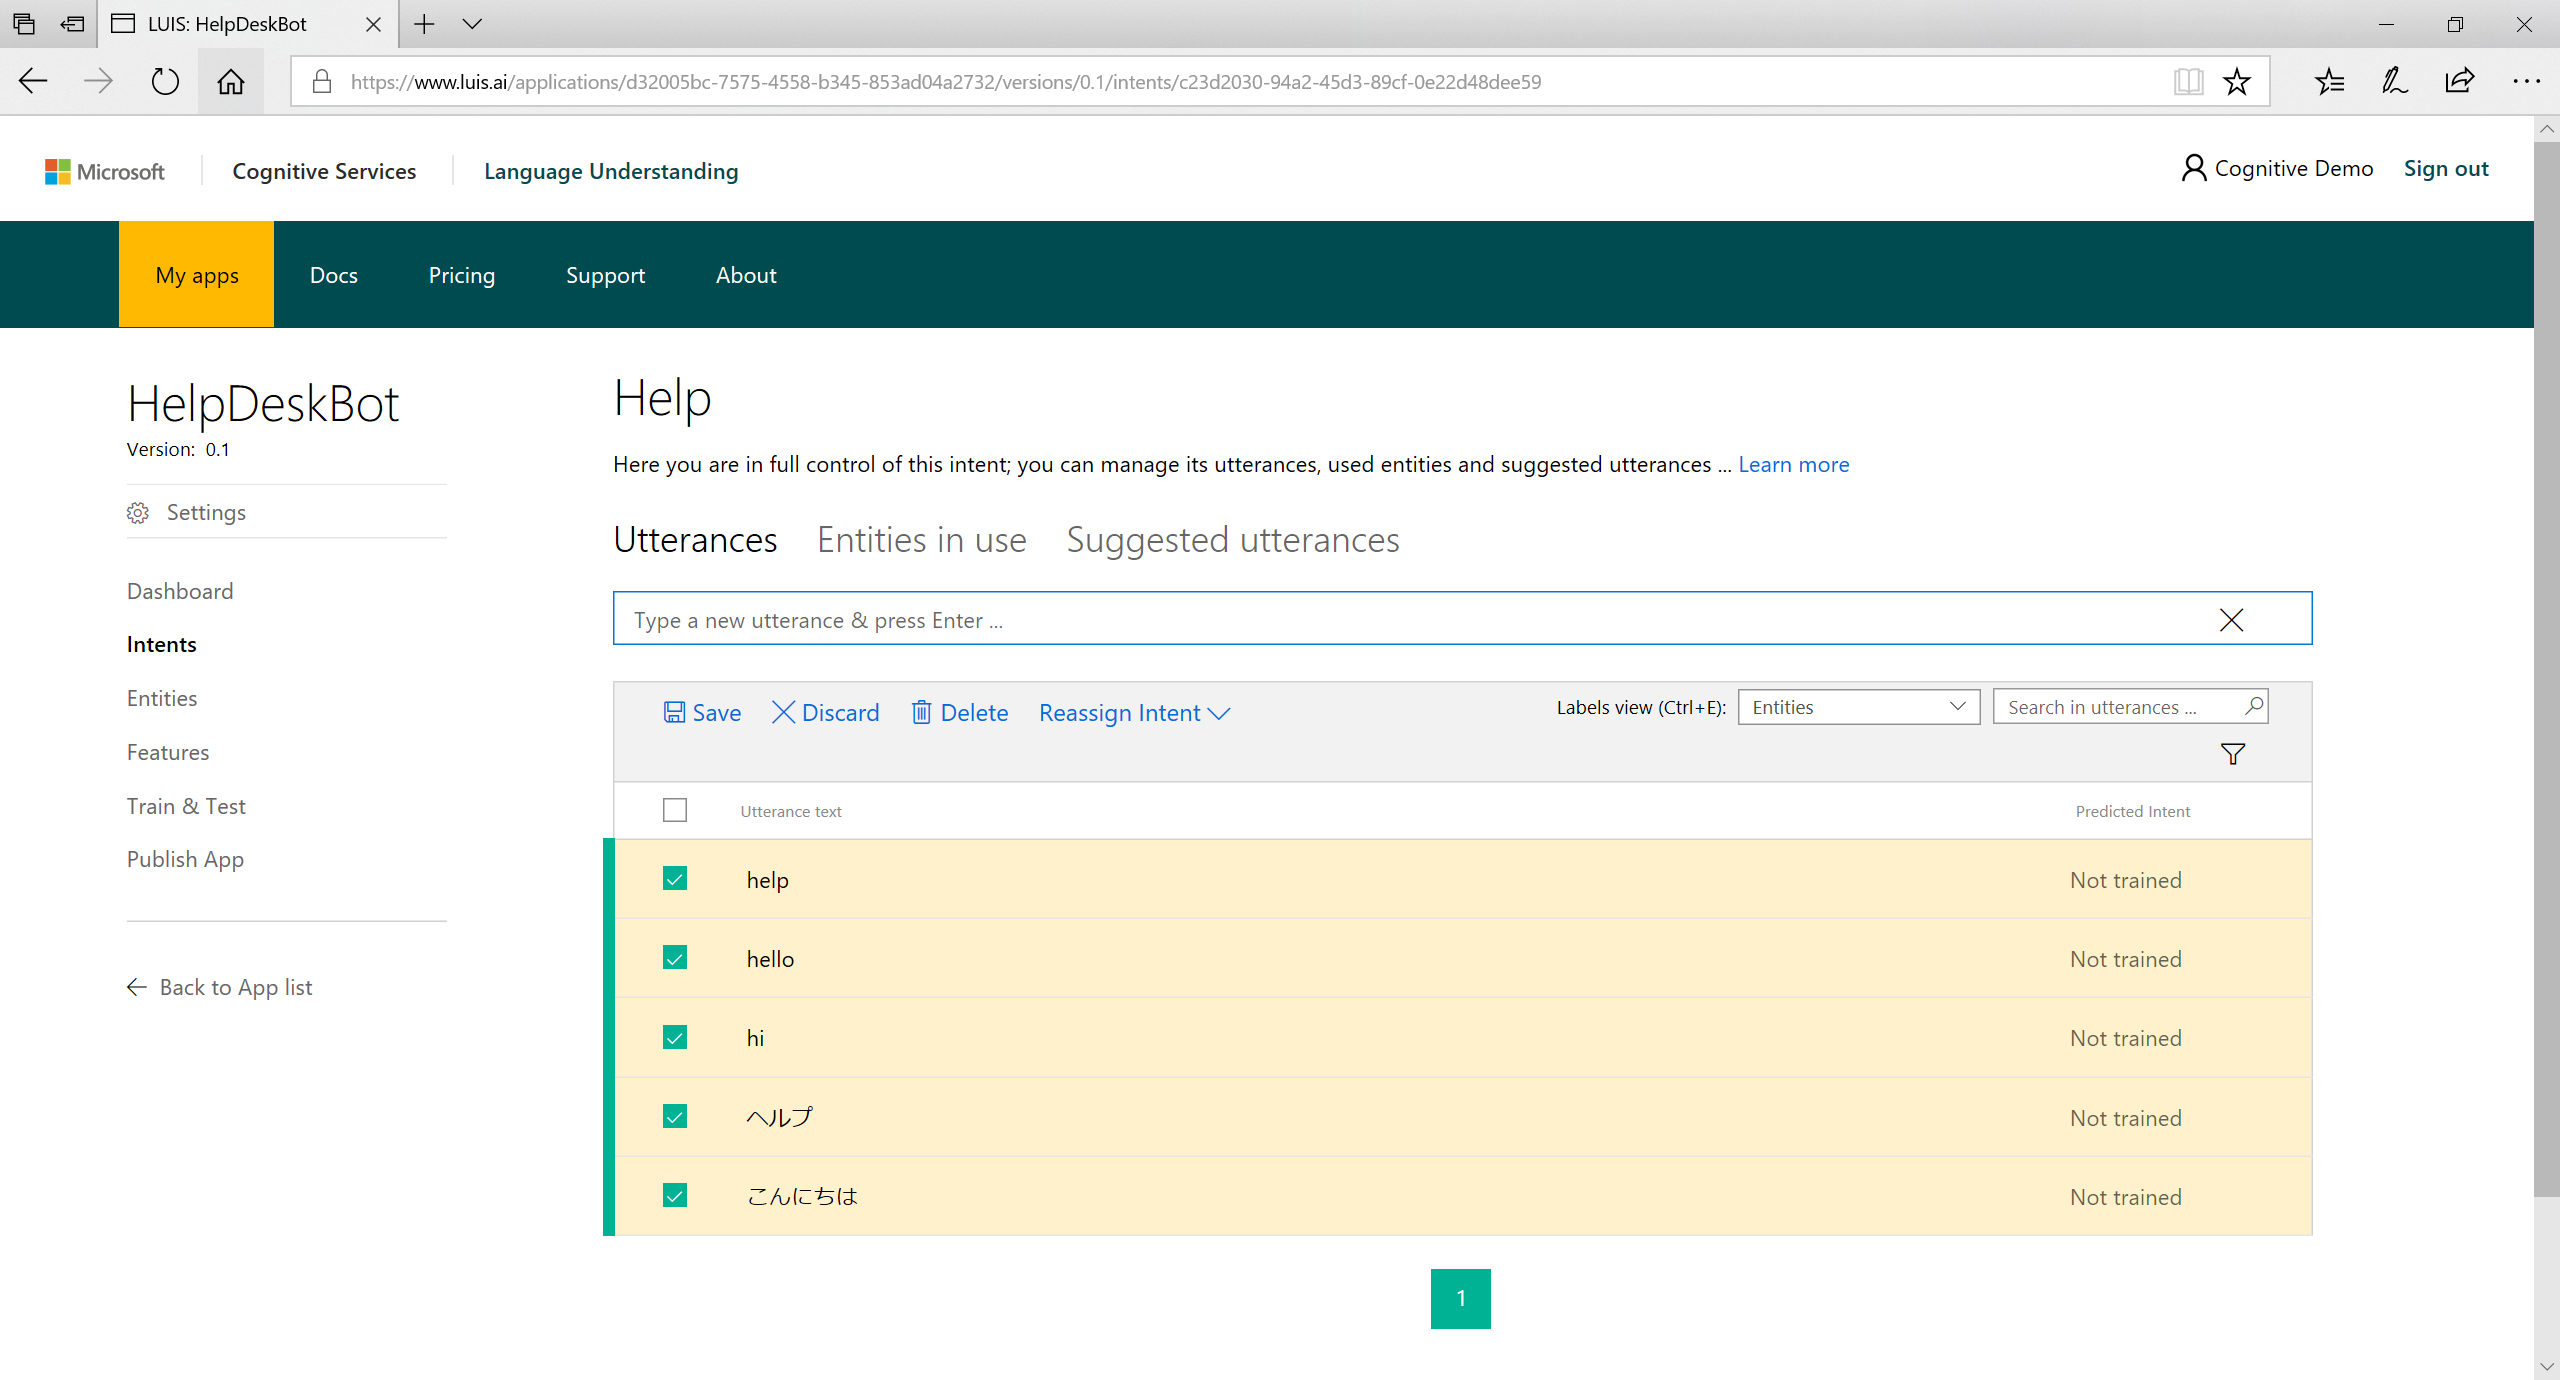 LUIS: HelpDeskBot
https://www.luis.ai/applications/d32005bc-7575-4558-b345-853ad04a2732/versions/0.1/intents/c23d2030-94a2-45d3-89cf-0e22d48dee59
Microsoft
Cognitive Services
Language Understanding
Cognitive Demo
Sign out
My apps
Docs
Pricing
Support
About
HelpDeskBot
Version: 0.1
Settings
Dashboard
Intents
Entities
Features
Train & Test
Publish App
Back to App list
Help
Here you are in full control of this intent; you can manage its utterances, used entities and suggested utterances ... Learn more
Utterances
Entities in use
Suggested utterances
Type a new utterance & press Enter ...
Save
Discard
Delete
Reassign Intent
Labels view (Ctrl+E):
Entities
Search in utterances ...
Utterance text
Predicted Intent
help
Not trained
hello
Not trained
hi
Not trained
ヘルプ
Not trained
こんにちは
Not trained
1